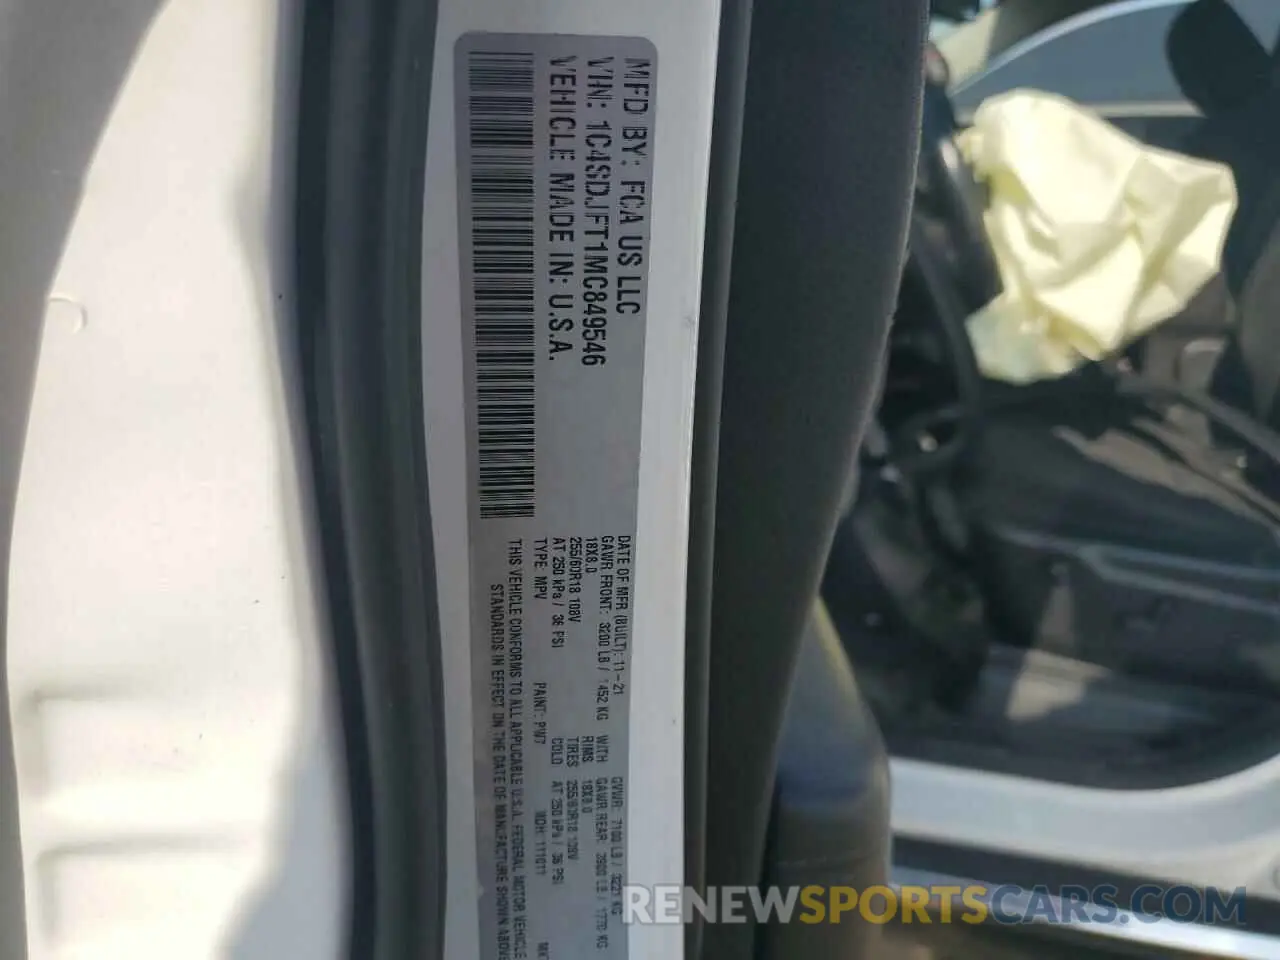 MFD BY: FCA US LLC
VIN: 1C4SDJFT1MC849546
VEHICLE MADE IN: U.S.A.
DATE OF MFR (BUILT): 11-21 GVWR: 7100 LB / 3221 KG
GAWR FRONT: 3200 LB / 1452 KG WITH GAWR REAR: 3900 LB / 1770 KG
18X8.0 RIMS 18X8.0
255/60R18 108V TIRES 255/60R18 108V
AT 250 kPa / 36 PSI COLD AT 250 kPa / 36 PSI
TYPE: MPV PAINT: PW7 MDH: 111017
THIS VEHICLE CONFORMS TO ALL APPLICABLE U.S.A. FEDERAL MOTOR VEHICLE
STANDARDS IN EFFECT ON THE DATE OF MANUFACTURE SHOWN ABOVE
RENEWSPORTSCARS.COM